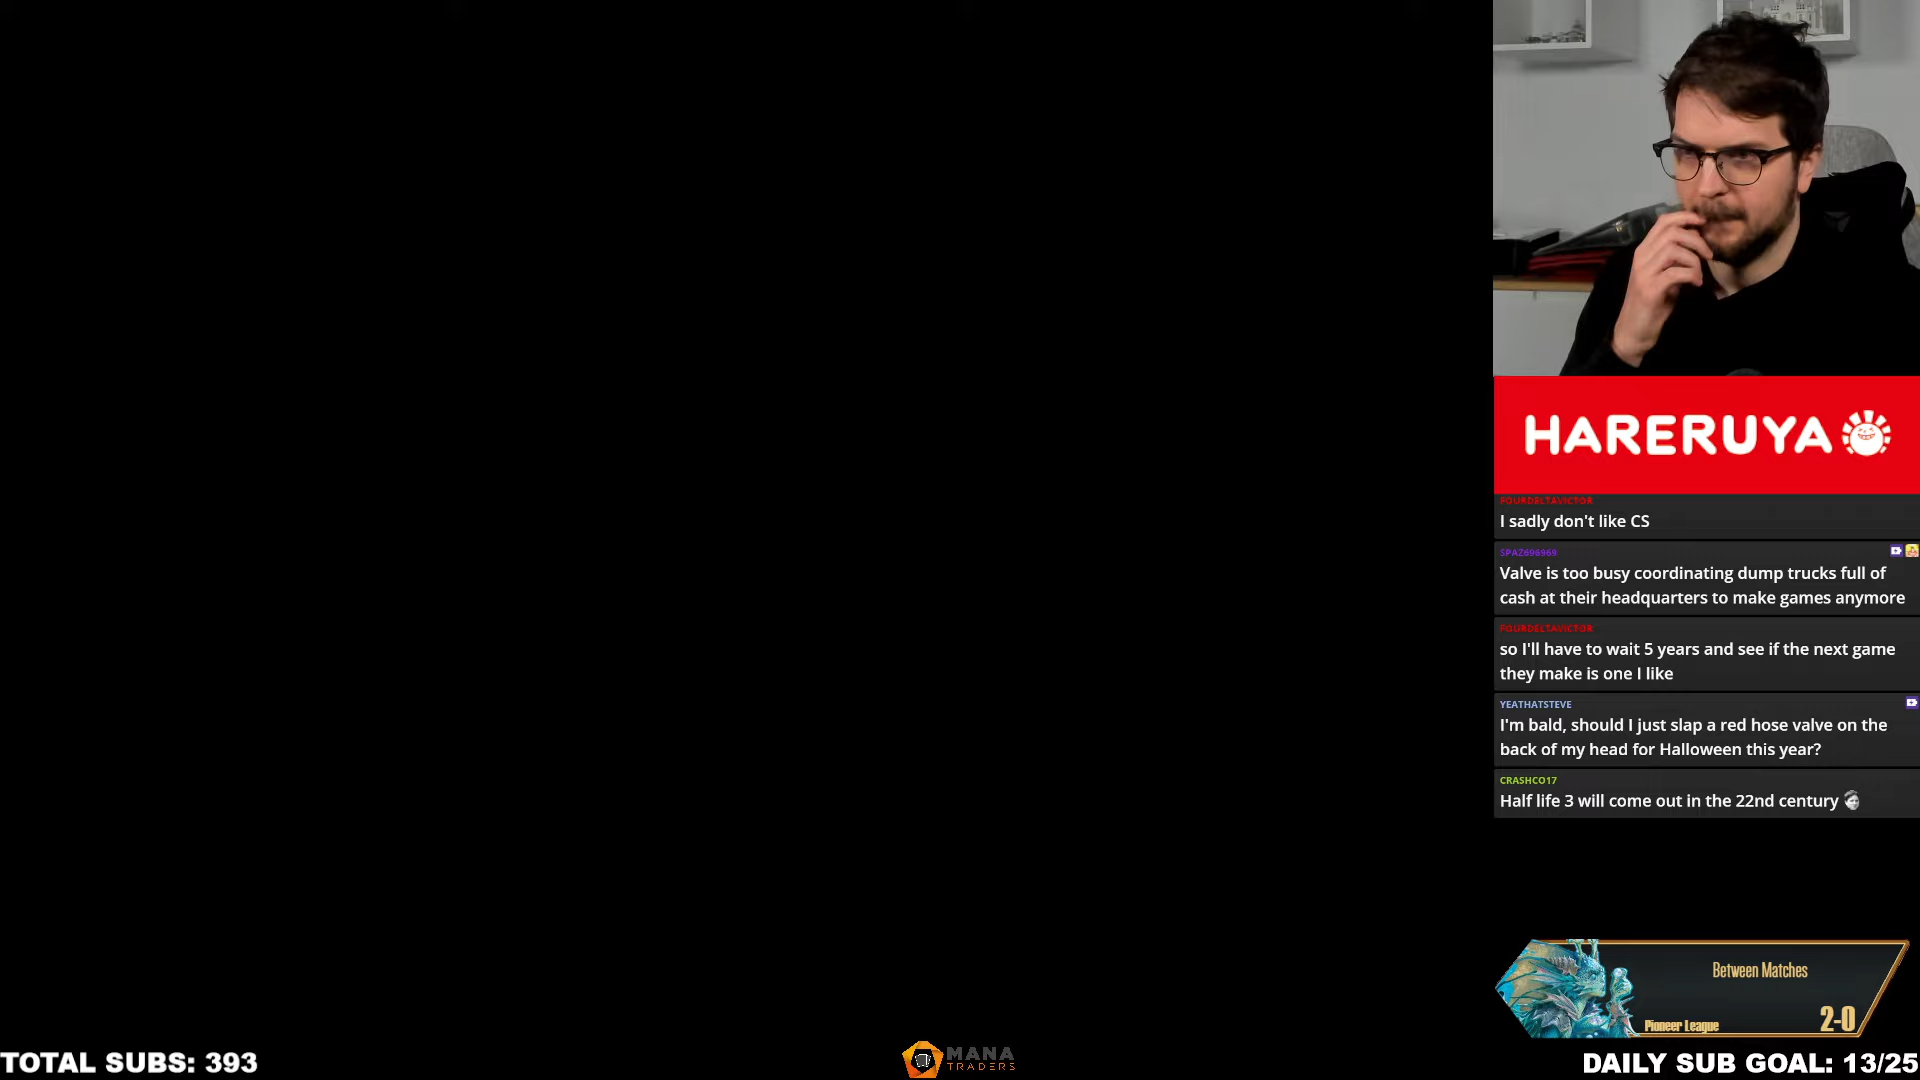 HARERUYA
FOURDELTAVICTOR
I sadly don't like CS
SPAZ696969
Valve is too busy coordinating dump trucks full of
cash at their headquarters to make games anymore
FOURDELTAVICTOR
so I'll have to wait 5 years and see if the next game
they make is one I like
YEATHATSTEVE
I'm bald, should I just slap a red hose valve on the
back of my head for Halloween this year?
CRASHCO17
Half life 3 will come out in the 22nd century
Between Matches
Pioneer League 2-0
TOTAL SUBS: 393
MANA
TRADERS
DAILY SUB GOAL: 13/25